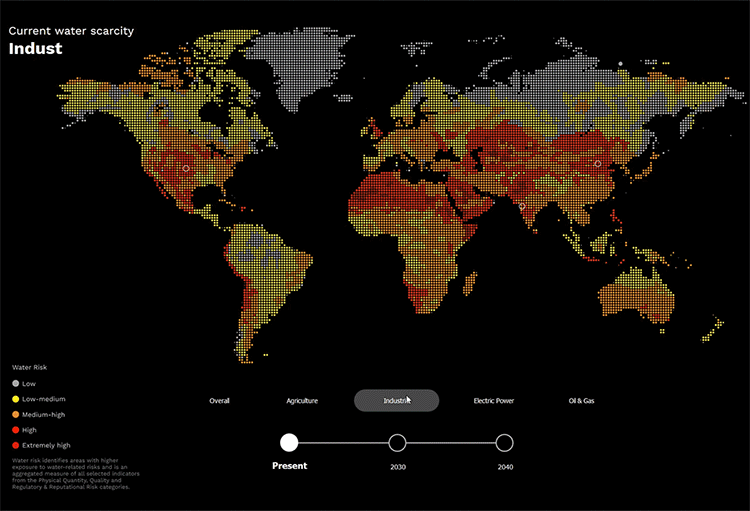 Current water scarcity
Indust
Water Risk
Low
Low-medium
Medium-high
High
Extremely high
Water risk identifies areas with higher
exposure to water-related risks and is an
aggregated measure of all selected indicators
from the Physical Quantity, Quality and
Regulatory & Reputational Risk categories.
Overall
Agriculture
Industrie
Electric Power
Oil & Gas
Present
2030
2040